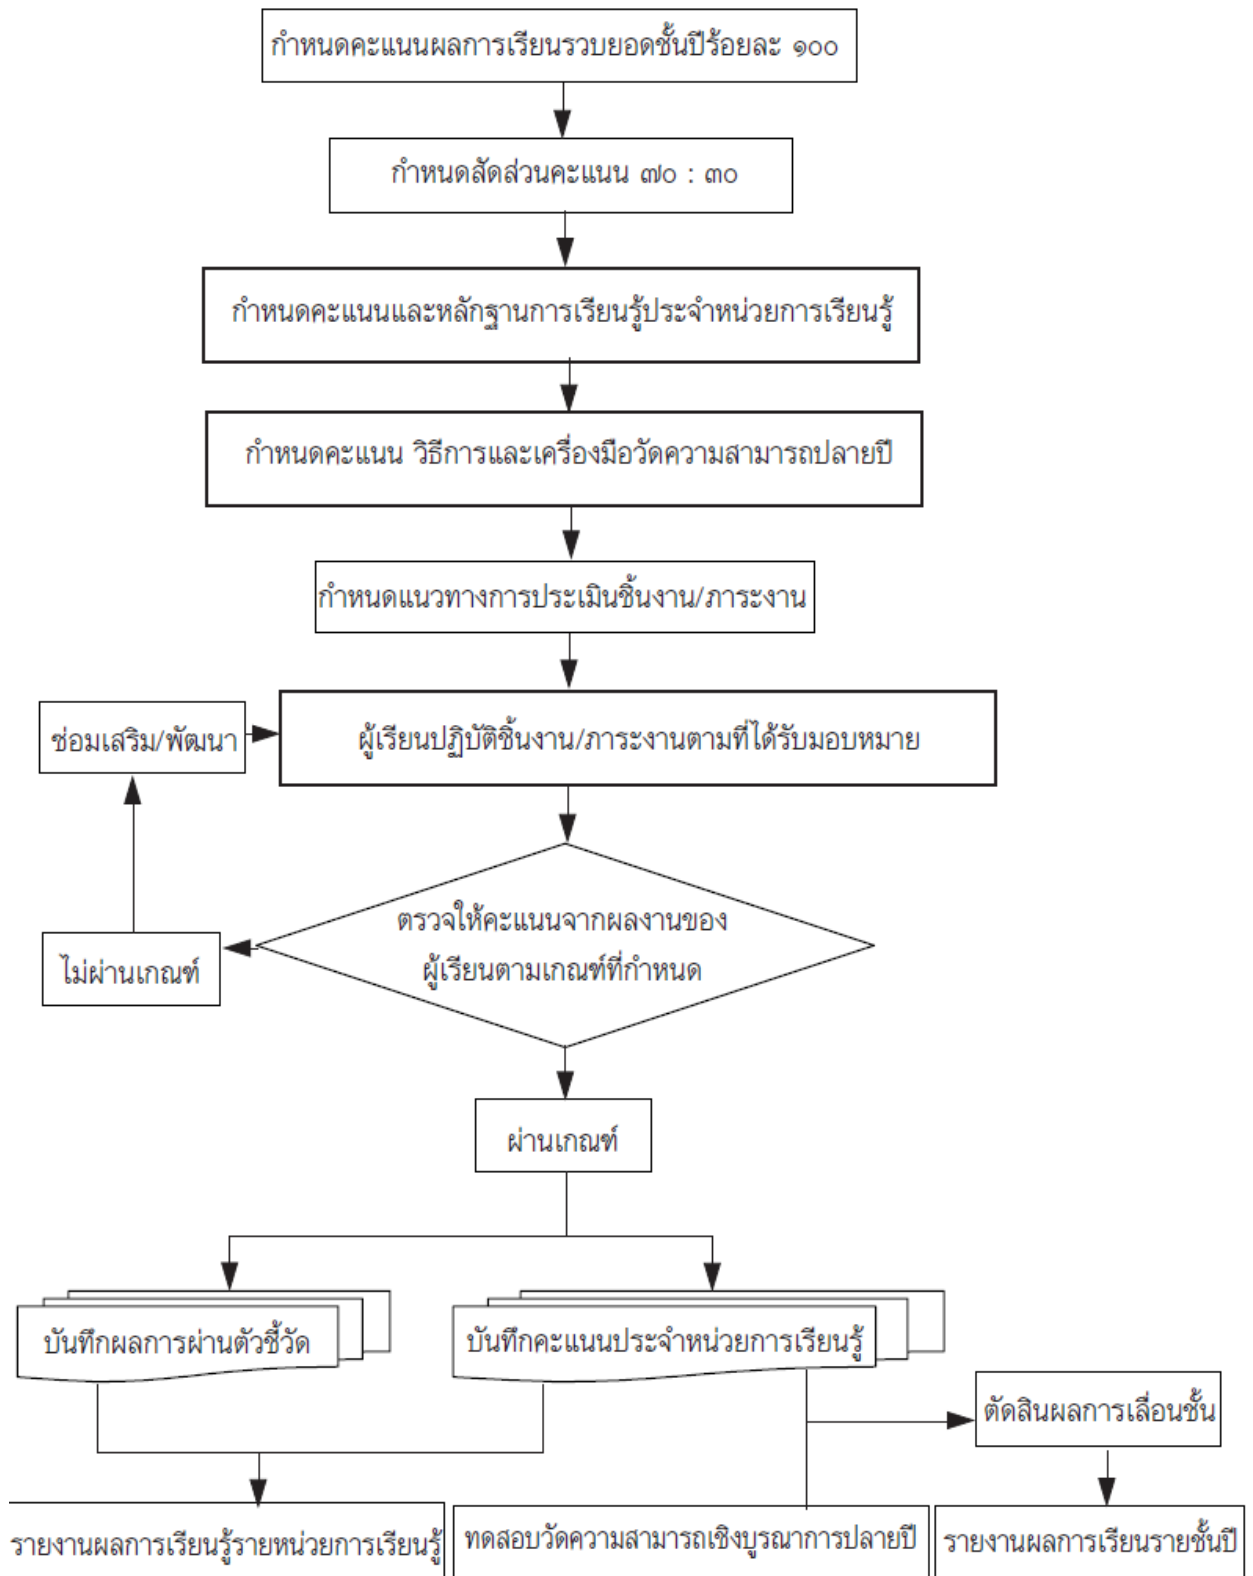 กำหนดคะแนนผลการเรียนรวบยอดชั้นปีร้อยละ ๑๐๐
กำหนดสัดส่วนคะแนน ๗๐ : ๓๐
กำหนดคะแนนและหลักฐานการเรียนรู้ประจำหน่วยการเรียนรู้
กำหนดคะแนน วิธีการและเครื่องมือวัดความสามารถปลายปี
กำหนดแนวทางการประเมินชิ้นงาน/ภาระงาน
ซ่อมเสริม/พัฒนา
ผู้เรียนปฏิบัติชิ้นงาน/ภาระงานตามที่ได้รับมอบหมาย
ตรวจให้คะแนนจากผลงานของ
ผู้เรียนตามเกณฑ์ที่กำหนด
ไม่ผ่านเกณฑ์
ผ่านเกณฑ์
บันทึกผลการผ่านตัวชี้วัด
บันทึกคะแนนประจำหน่วยการเรียนรู้
ตัดสินผลการเลื่อนชั้น
รายงานผลการเรียนรู้รายหน่วยการเรียนรู้
ทดสอบวัดความสามารถเชิงบูรณาการปลายปี
รายงานผลการเรียนรายชั้นปี